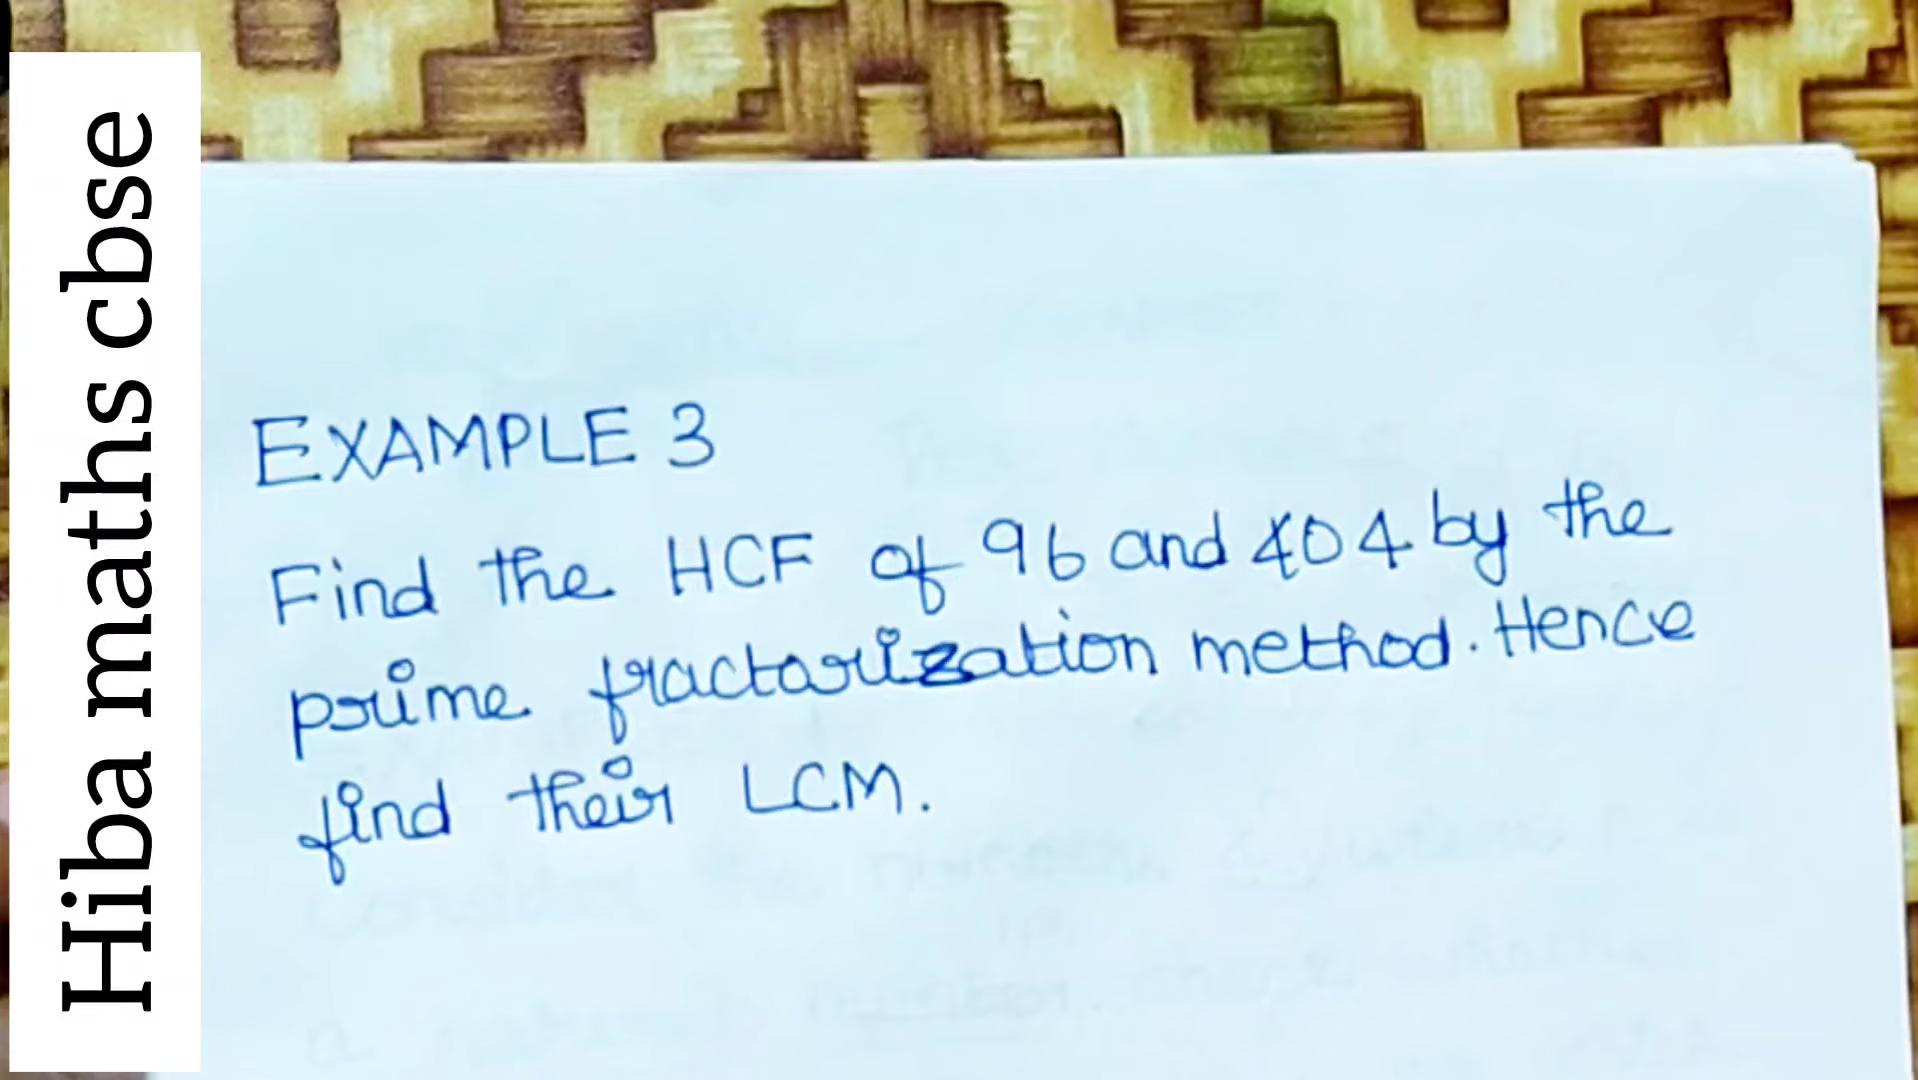 Hiba maths cbse
EXAMPLE 3
Find the HCF of 96 and 404 by the
prime fractorization method. Hence
find their LCM.